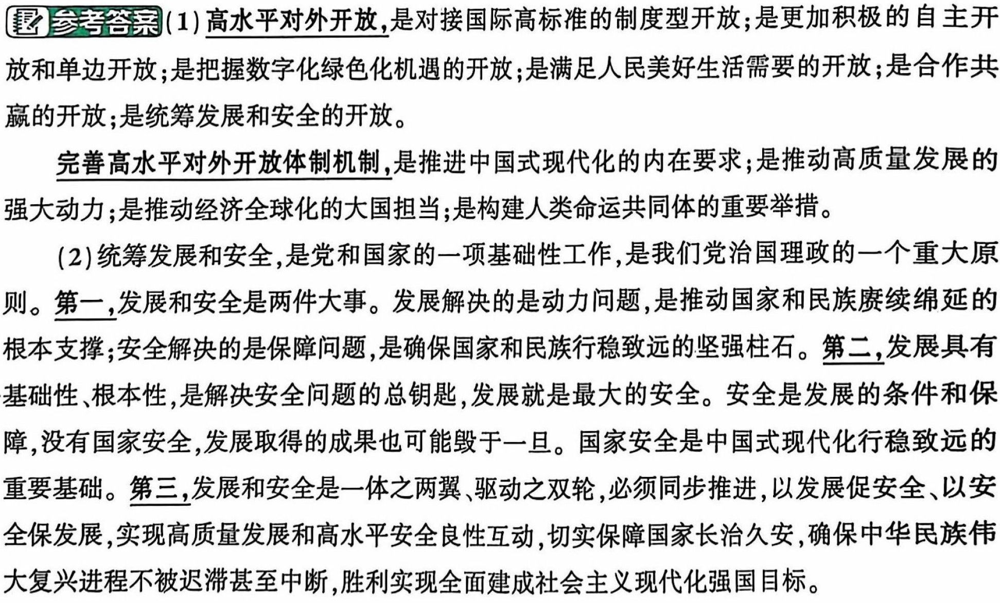 参考答案(1)高水平对外开放,是对接国际高标准的制度型开放;是更加积极的自主开
放和单边开放;是把握数字化绿色化机遇的开放;是满足人民美好生活需要的开放;是合作共
赢的开放;是统筹发展和安全的开放。
完善高水平对外开放体制机制,是推进中国式现代化的内在要求;是推动高质量发展的
强大动力;是推动经济全球化的大国担当;是构建人类命运共同体的重要举措。
(2)统筹发展和安全,是党和国家的一项基础性工作,是我们党治国理政的一个重大原
则。第一,发展和安全是两件大事。发展解决的是动力问题,是推动国家和民族赓续绵延的
根本支撑;安全解决的是保障问题,是确保国家和民族行稳致远的坚强柱石。第二,发展具有
基础性、根本性,是解决安全问题的总钥匙,发展就是最大的安全。安全是发展的条件和保
障,没有国家安全,发展取得的成果也可能毁于一旦。国家安全是中国式现代化行稳致远的
重要基础。第三,发展和安全是一体之两翼、驱动之双轮,必须同步推进,以发展促安全、以安
全保发展,实现高质量发展和高水平安全良性互动,切实保障国家长治久安,确保中华民族伟
大复兴进程不被迟滞甚至中断,胜利实现全面建成社会主义现代化强国目标。